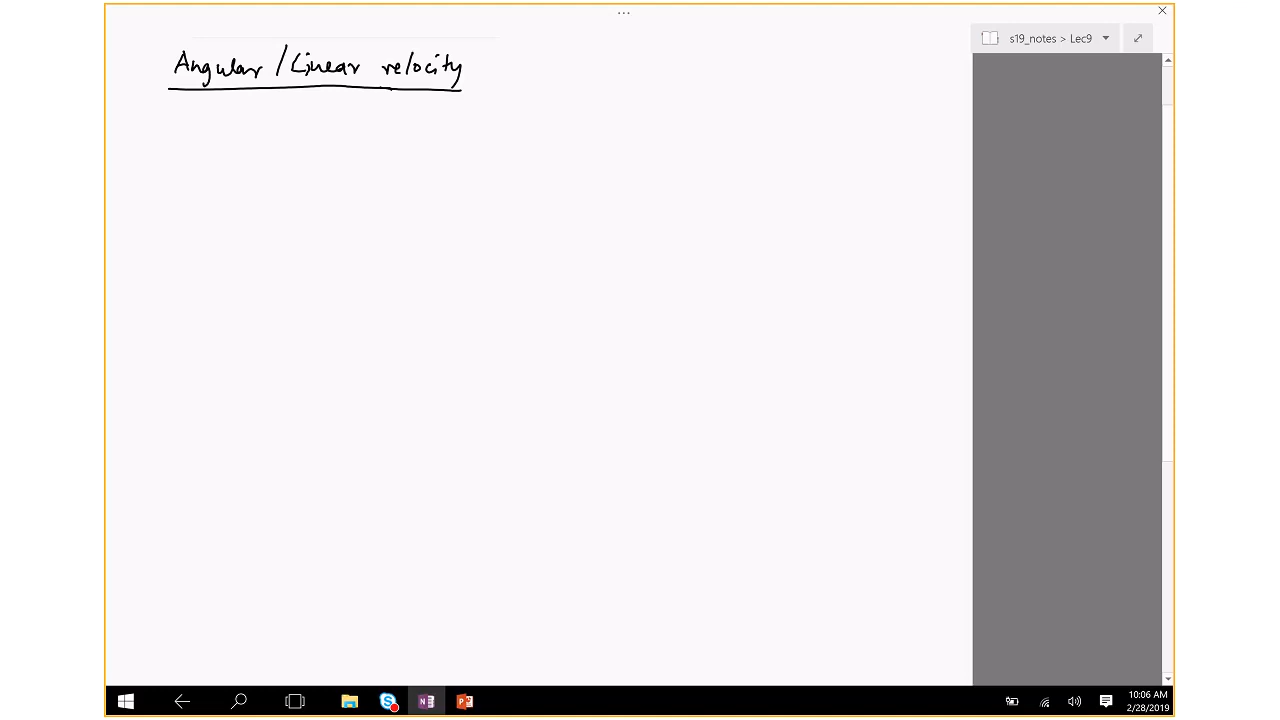 ...
s19_notes > Lec9
Angular / Linear velocity
10:06 AM
2/28/2019